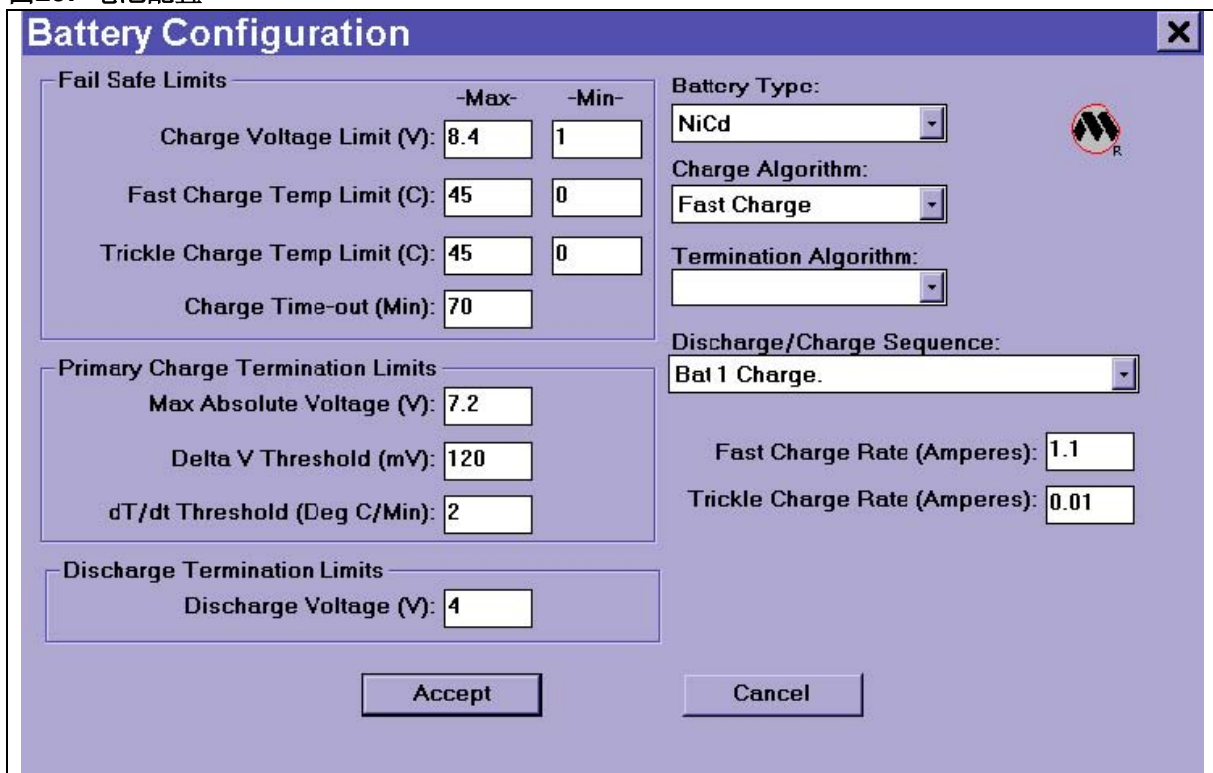 Battery Configuration
Fail Safe Limits
-Max- -Min-
Charge Voltage Limit (V): 8.4 1
Fast Charge Temp Limit (C): 45 0
Trickle Charge Temp Limit (C): 45 0
Charge Time-out (Min): 70
Primary Charge Termination Limits
Max Absolute Voltage (V): 7.2
Delta V Threshold (mV): 120
dT/dt Threshold (Deg C/Min): 2
Discharge Termination Limits
Discharge Voltage (V): 4
Battery Type:
NiCd
R
Charge Algorithm:
Fast Charge
Termination Algorithm:
Discharge/Charge Sequence:
Bat 1 Charge.
Fast Charge Rate (Amperes): 1.1
Trickle Charge Rate (Amperes): 0.01
Accept
Cancel